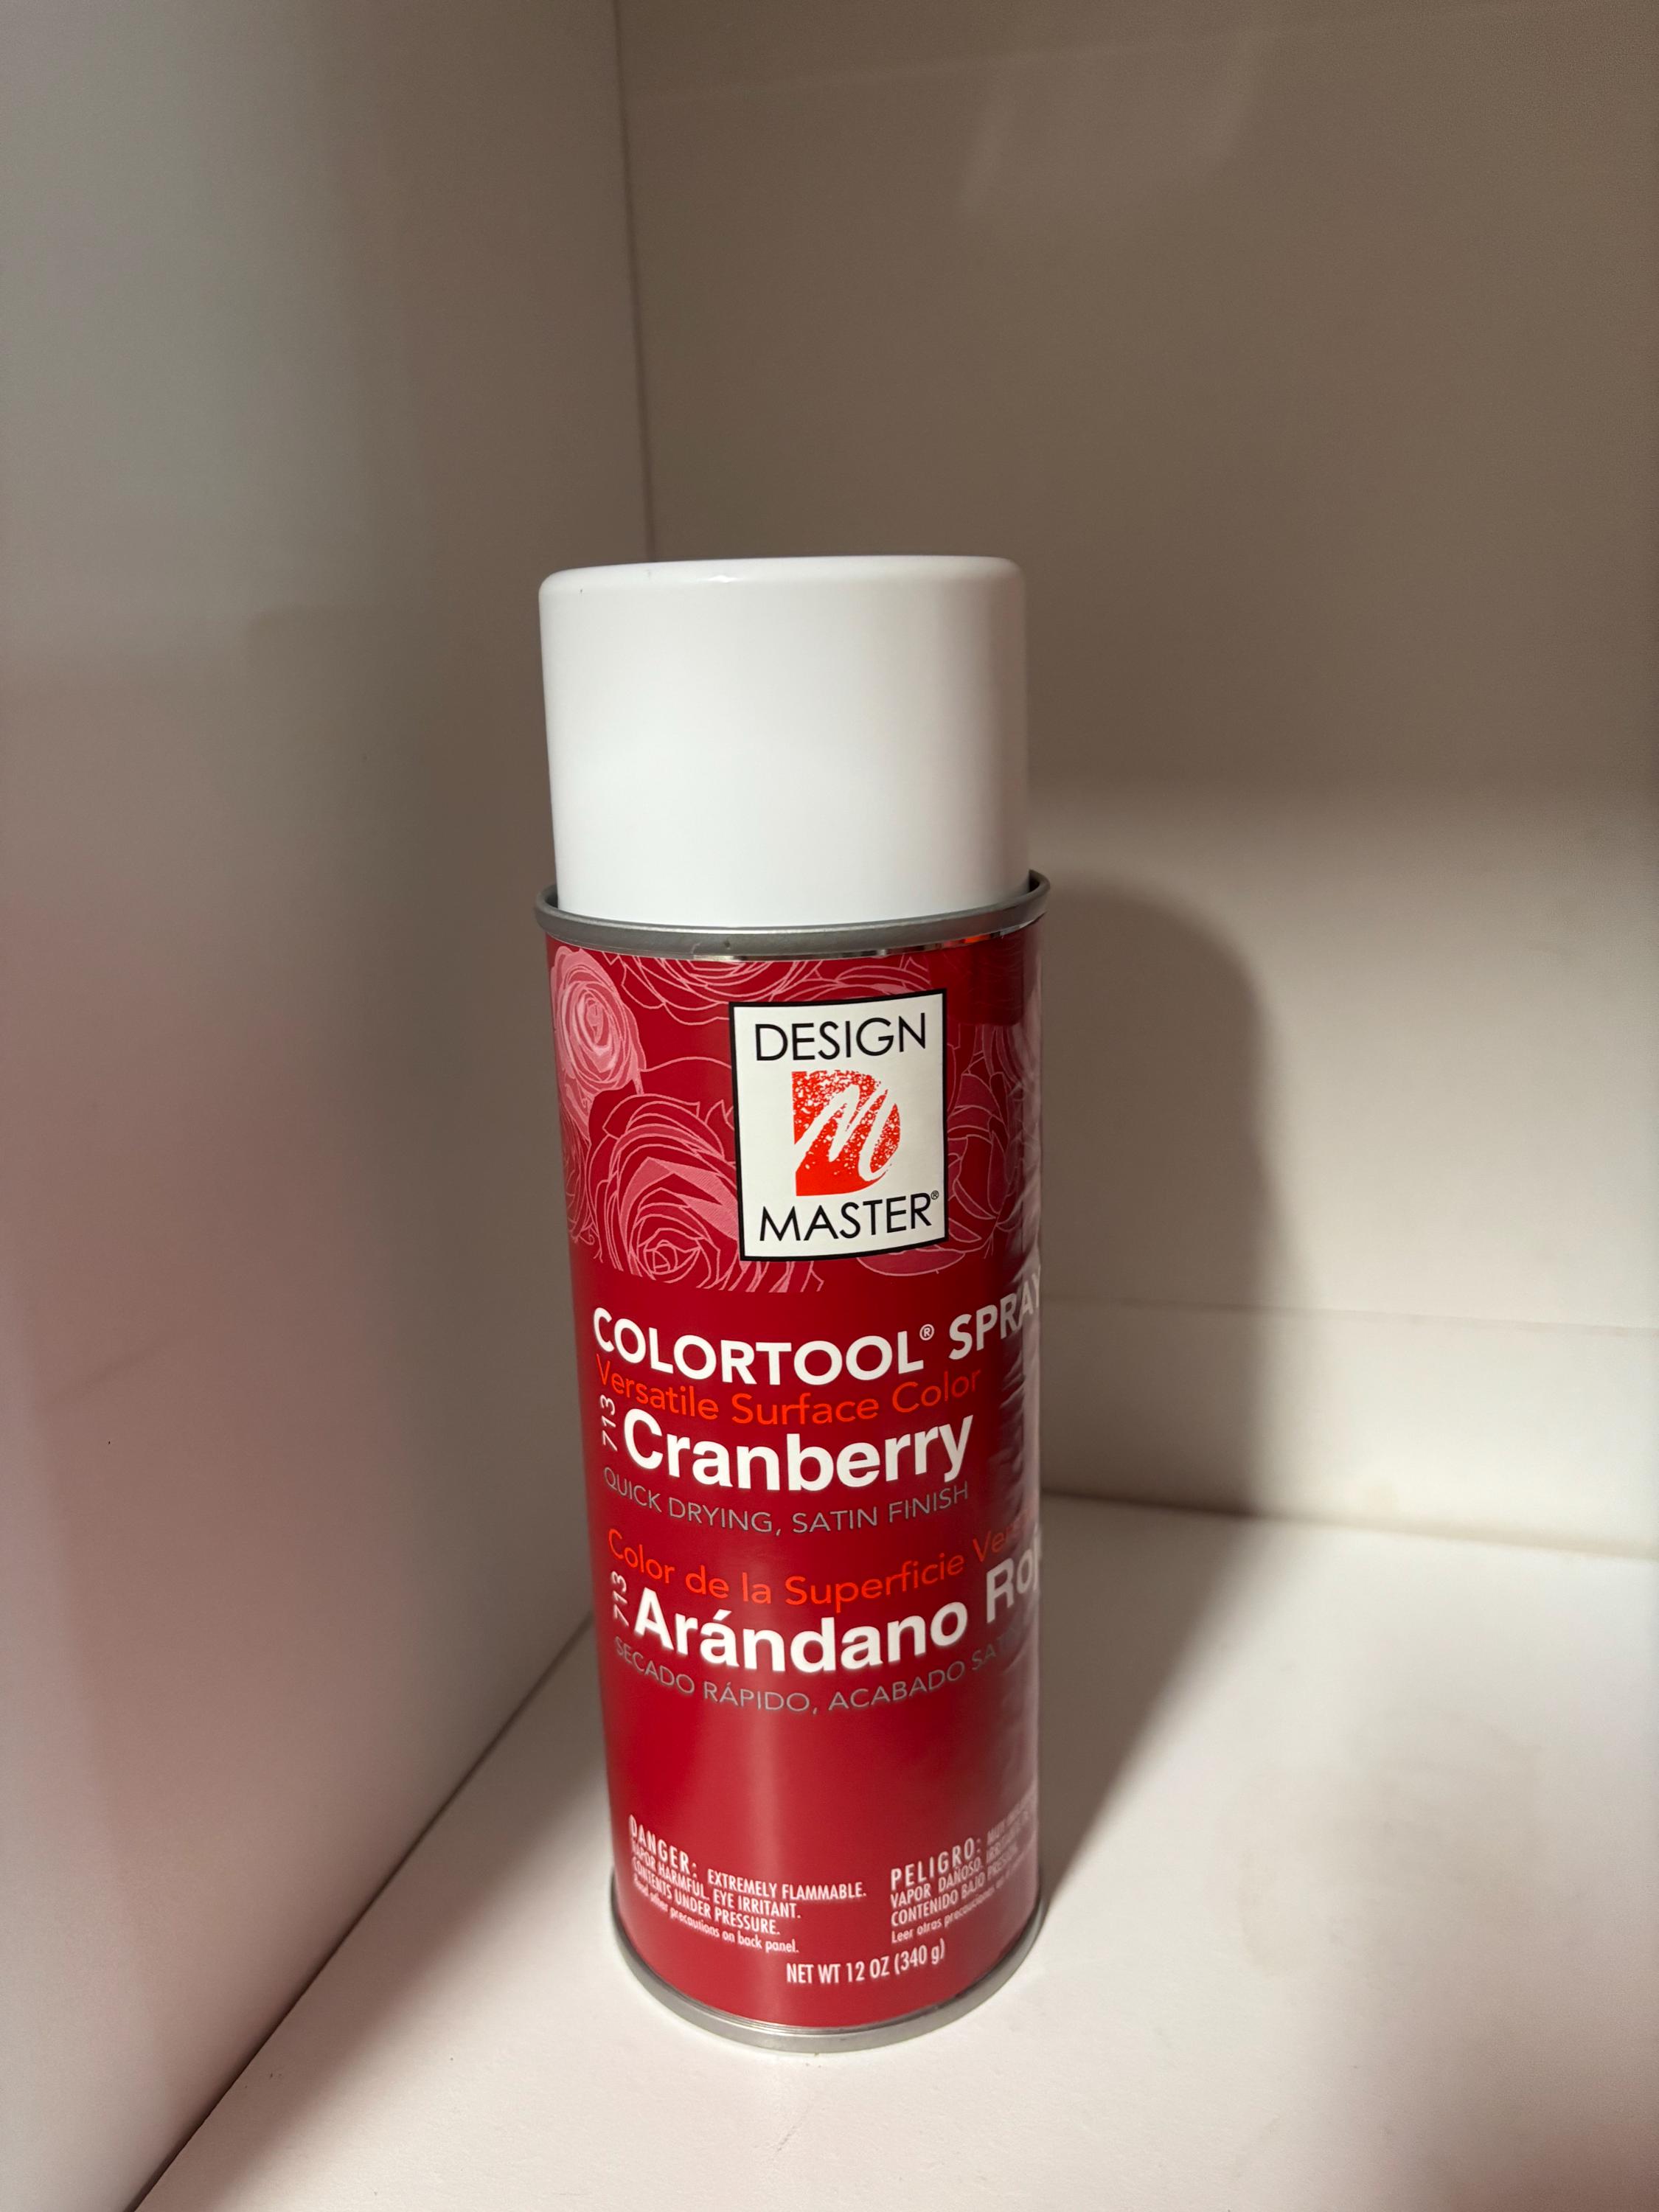 DESIGN
M
MASTER®
COLORTOOL® SPRAY
Versatile Surface Color
713 Cranberry
QUICK DRYING, SATIN FINISH
Color de la Superficie
713 Arándano
SECADO RÁPIDO, ACABADO
DANGER: EXTREMELY FLAMMABLE.
VAPOR HARMFUL. EYE IRRITANT.
CONTENTS UNDER PRESSURE.
Read other precautions on back panel.
PELIGRO:
VAPOR DAÑOSO.
CONTENIDO BAJO
Leer otras
NET WT 12 OZ (340 g)